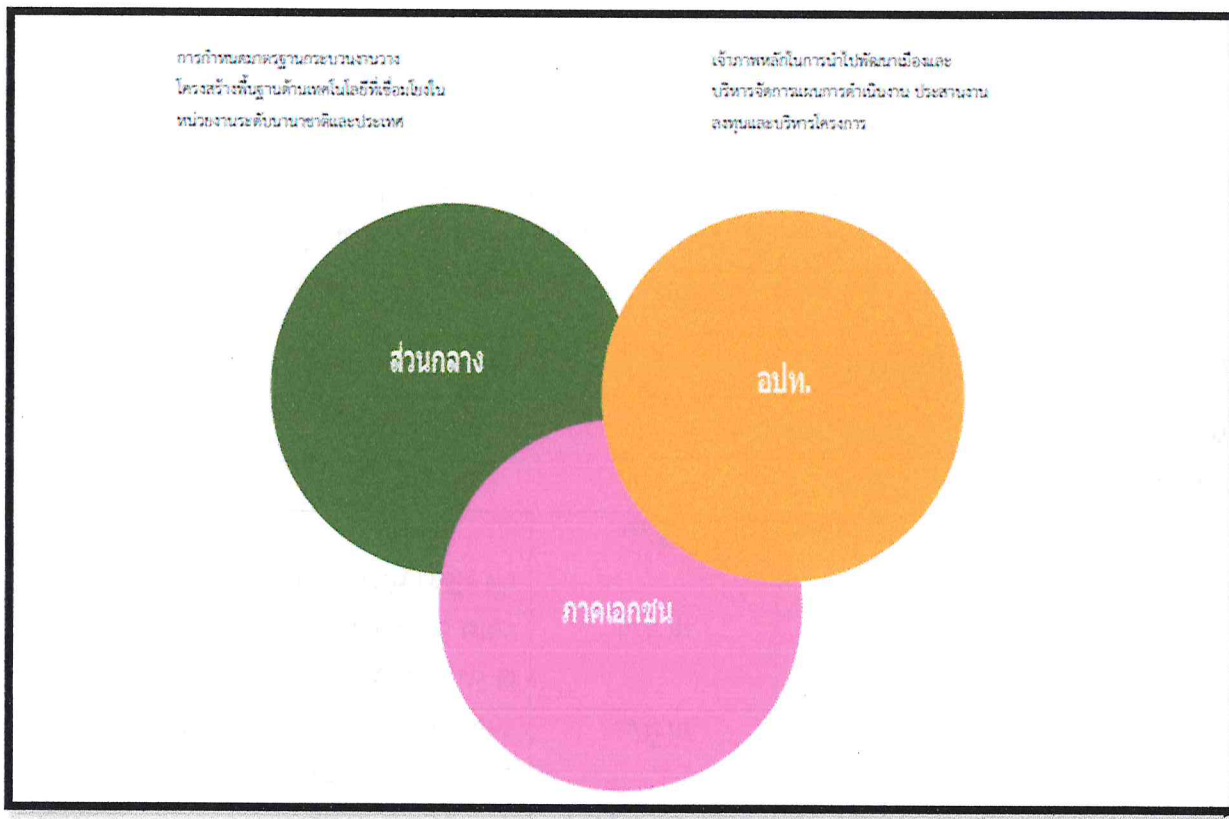 การกำหนดมาตรฐานกระบวนงานวาง
โครงสร้างพื้นฐานด้านเทคโนโลยีที่เชื่อมโยงใน
หน่วยงานระดับนานาชาติและประเทศ
เจ้าภาพหลักในการนำไปพัฒนาเมืองและ
บริหารจัดการแผนการดำเนินงาน ประสานงาน
ลงทุนและบริหารโครงการ
ส่วนกลาง
อปท.
ภาคเอกชน